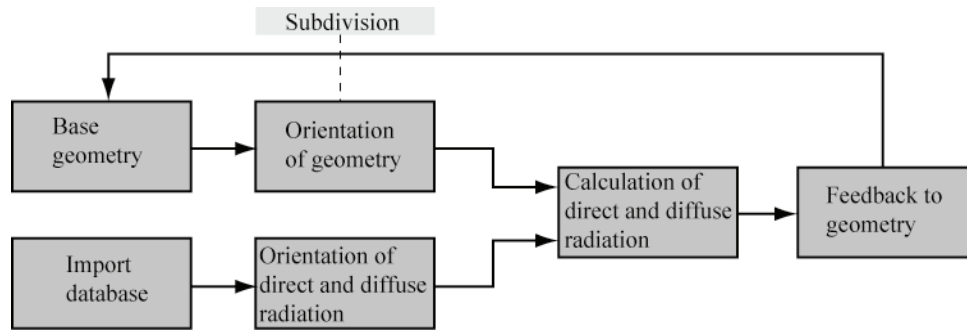 Subdivision
Base
geometry
Orientation
of geometry
Import
database
Orientation of
direct and diffuse
radiation
Calculation of
direct and diffuse
radiation
Feedback to
geometry